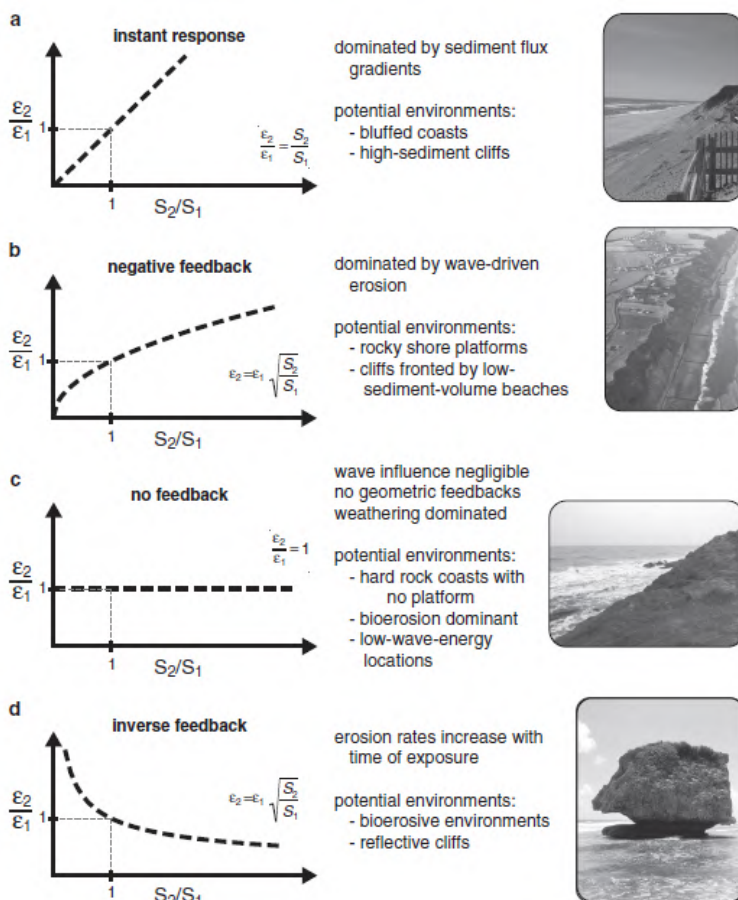 a
instant response
ε2/ε1
1
ε2/ε1 = S2/S1
1
S2/S1
dominated by sediment flux
gradients
potential environments:
- bluffed coasts
- high-sediment cliffs
b
negative feedback
ε2/ε1
1
ε2=ε1 √S2/S1
1
S2/S1
dominated by wave-driven
erosion
potential environments:
- rocky shore platforms
- cliffs fronted by low-
sediment-volume beaches
c
no feedback
ε2/ε1
1
ε2/ε1 = 1
1
S2/S1
wave influence negligible
no geometric feedbacks
weathering dominated
potential environments:
- hard rock coasts with
no platform
- bioerosion dominant
- low-wave-energy
locations
d
inverse feedback
ε2/ε1
1
ε2=ε1 √S2/S1
1
S2/S1
erosion rates increase with
time of exposure
potential environments:
- bioerosive environments
- reflective cliffs